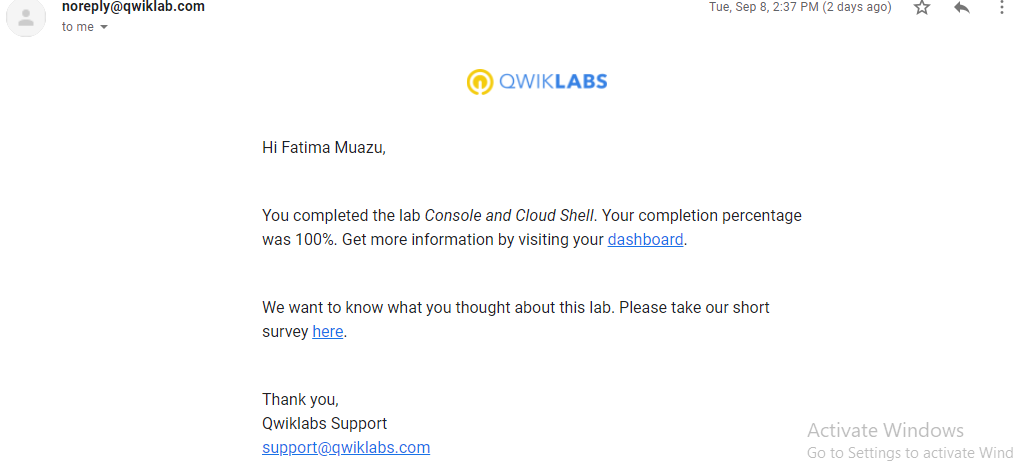 noreply@qwiklab.com
Tue, Sep 8, 2:37 PM (2 days ago)
to me
QWIKLABS
Hi Fatima Muazu,
You completed the lab Console and Cloud Shell. Your completion percentage
was 100%. Get more information by visiting your dashboard.
We want to know what you thought about this lab. Please take our short
survey here.
Thank you,
Qwiklabs Support
support@qwiklabs.com
Activate Windows
Go to Settings to activate Wind